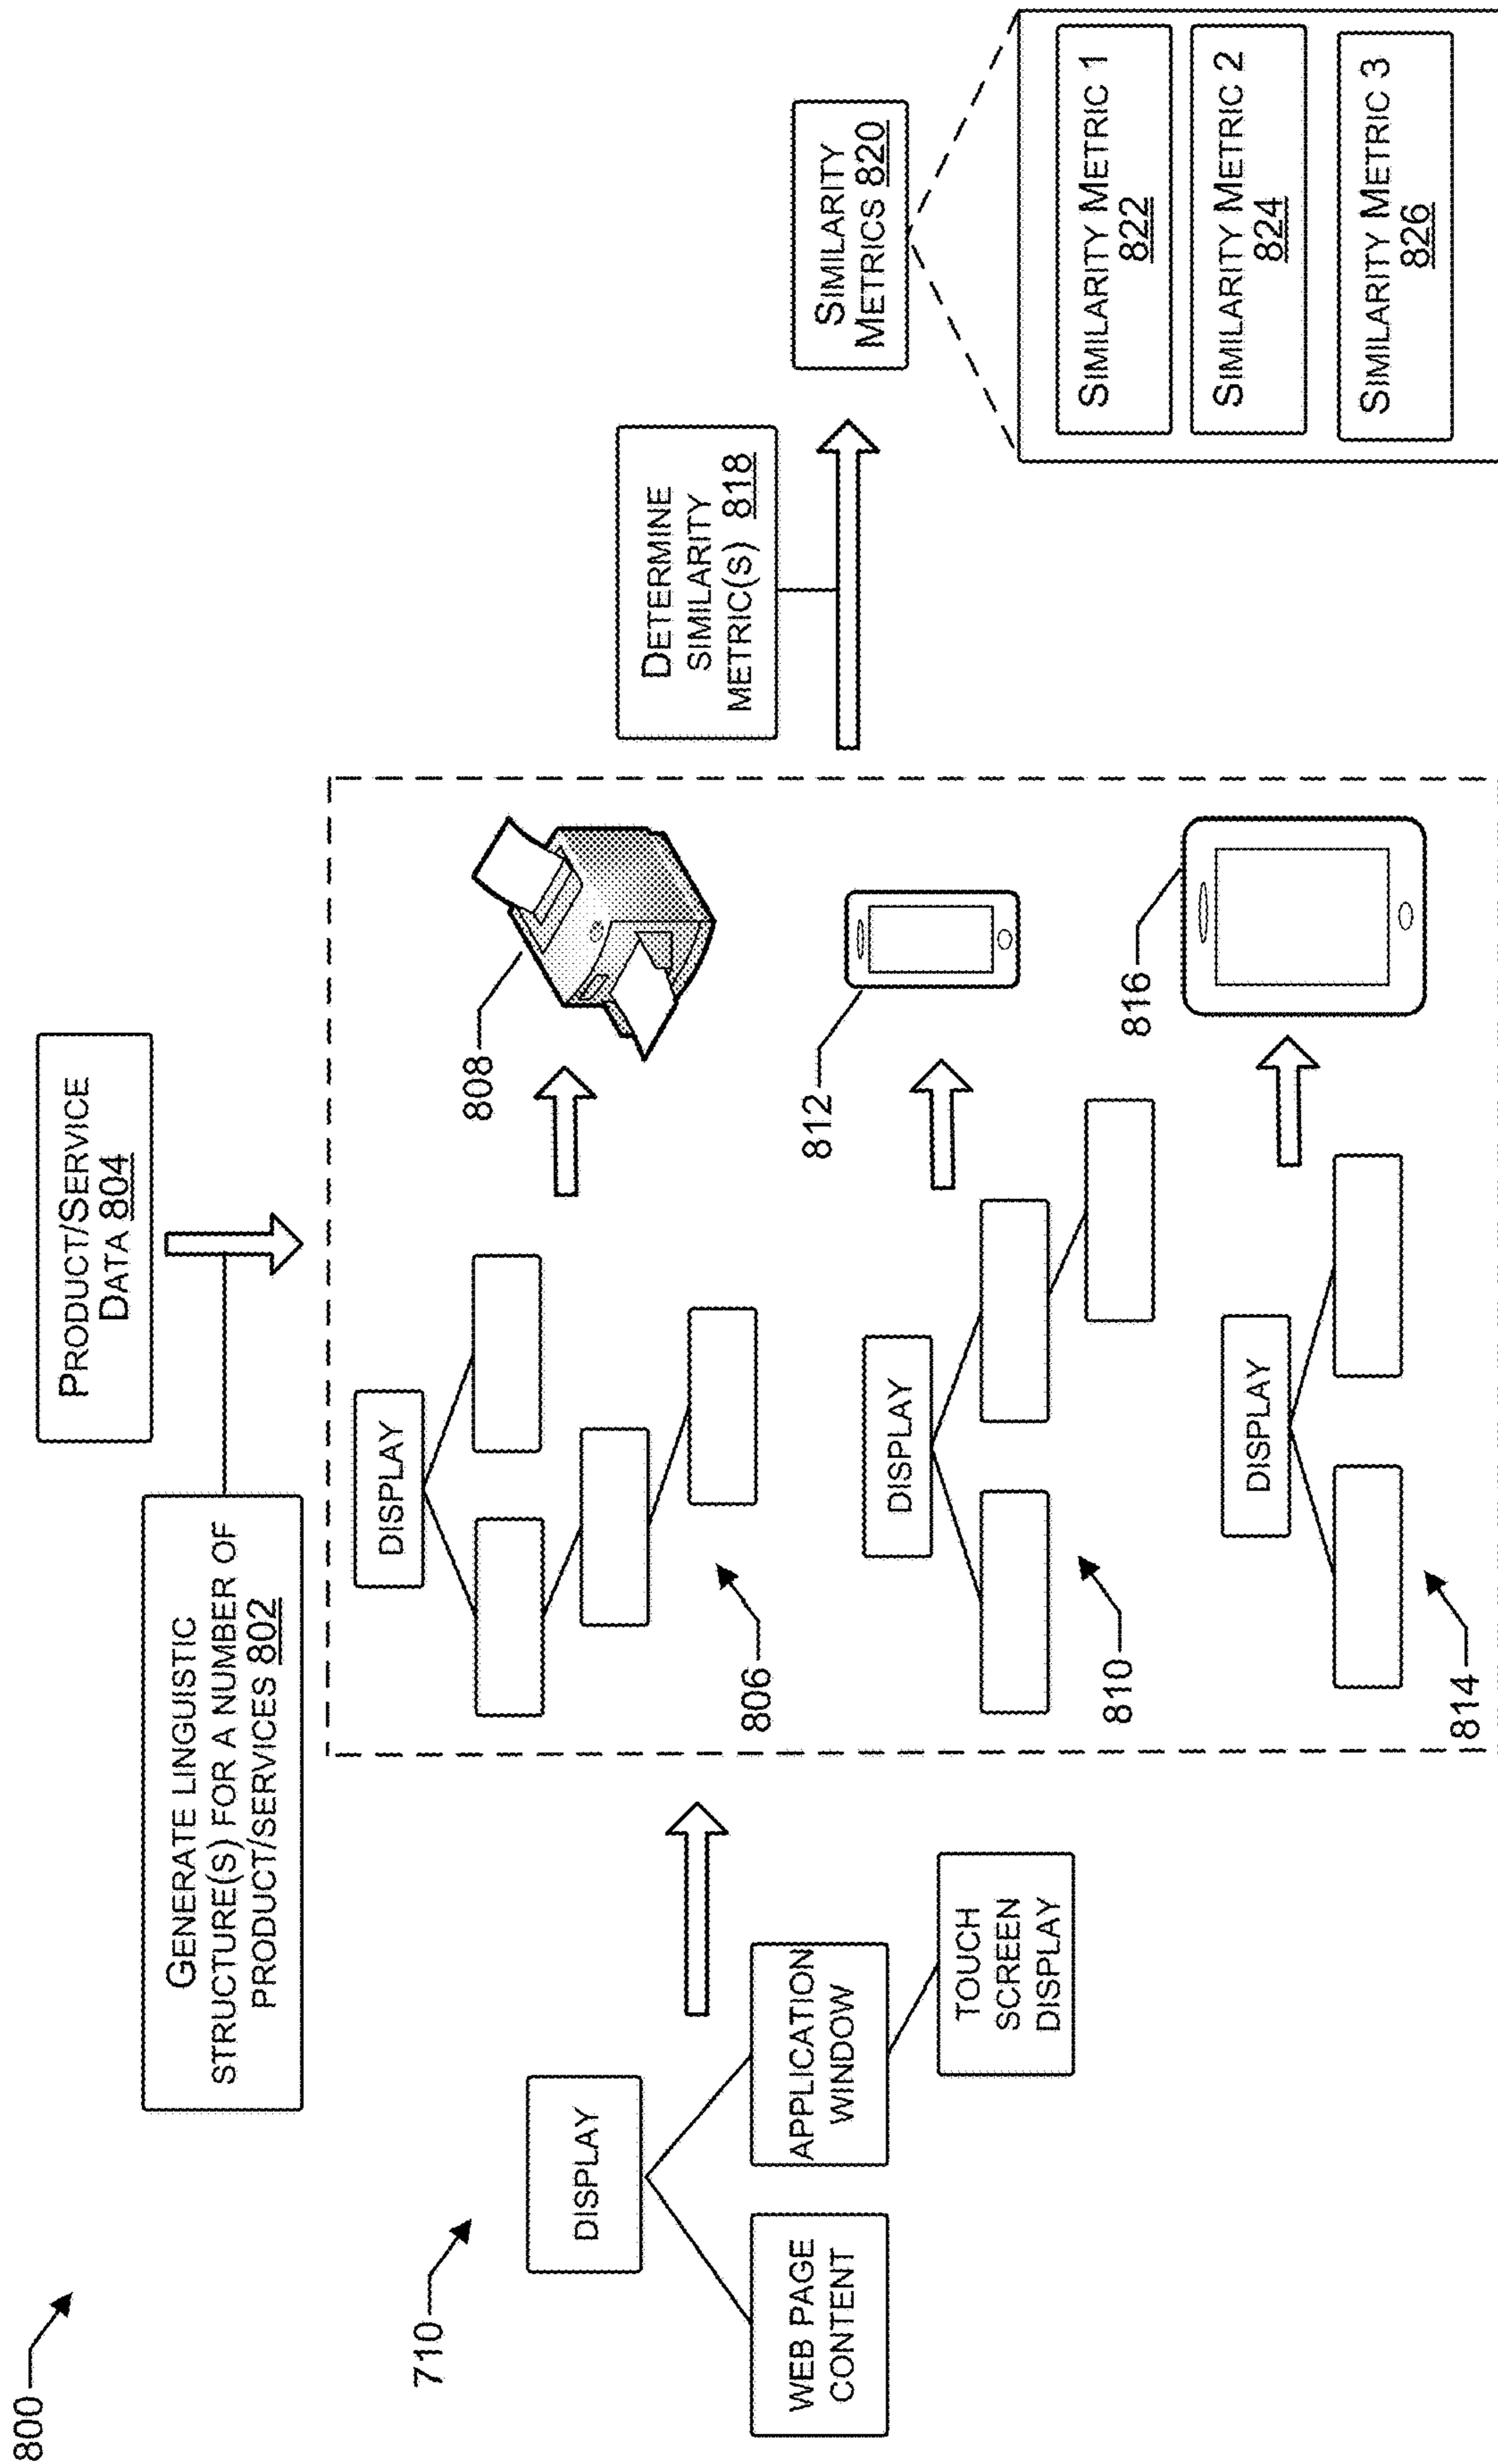 800
GENERATE LINGUISTIC
STRUCTURE(S) FOR A NUMBER OF
PRODUCT/SERVICES 802
PRODUCT/SERVICE
DATA 804
710
DISPLAY
WEB PAGE
CONTENT
APPLICATION
WINDOW
TOUCH
SCREEN
DISPLAY
DISPLAY
806
808
DISPLAY
810
812
DISPLAY
814
816
DETERMINE
SIMILARITY
METRIC(S) 818
SIMILARITY
METRICS 820
SIMILARITY METRIC 1
822
SIMILARITY METRIC 2
824
SIMILARITY METRIC 3
826